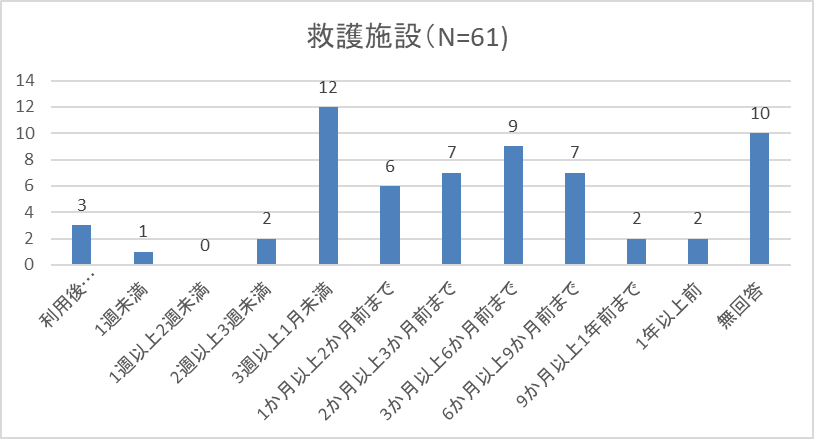 救護施設（N=61)
14
12
10
8
6
4
2
0
3
1
0
2
12
6
7
9
7
2
2
10
利用後…
1週未満
1週以上2週未満
2週以上3週未満
3週以上1月未満
1か月以上2か月前まで
2か月以上3か月前まで
3か月以上6か月前まで
6か月以上9か月前まで
9か月以上1年前まで
1年以上前
無回答